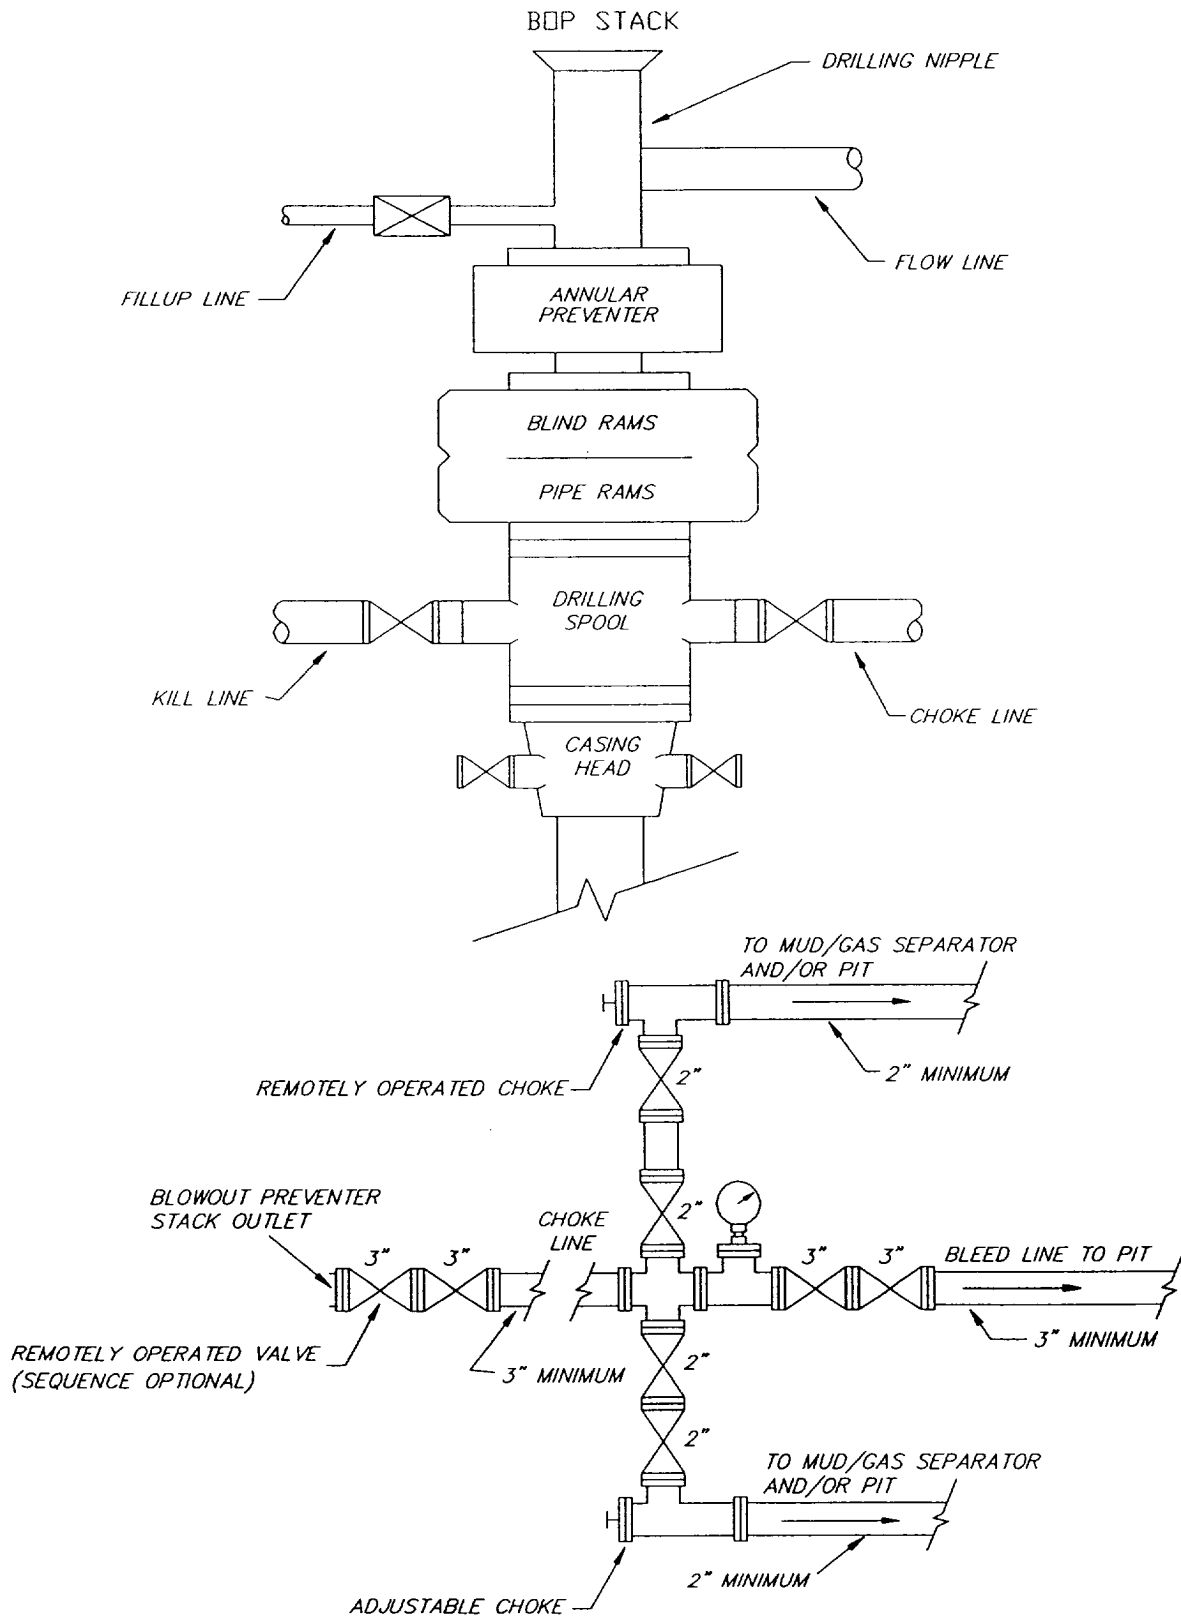 BOP STACK
DRILLING NIPPLE
FLOW LINE
FILLUP LINE
ANNULAR
PREVENTER
BLIND RAMS
PIPE RAMS
DRILLING
SPOOL
KILL LINE
CHOKE LINE
CASING
HEAD
TO MUD/GAS SEPARATOR
AND/OR PIT
2" MINIMUM
REMOTELY OPERATED CHOKE
2"
2"
BLOWOUT PREVENTER
STACK OUTLET
CHOKE
LINE
3"
3"
3"
3"
BLEED LINE TO PIT
3" MINIMUM
REMOTELY OPERATED VALVE
(SEQUENCE OPTIONAL)
3" MINIMUM
2"
2"
TO MUD/GAS SEPARATOR
AND/OR PIT
2" MINIMUM
ADJUSTABLE CHOKE